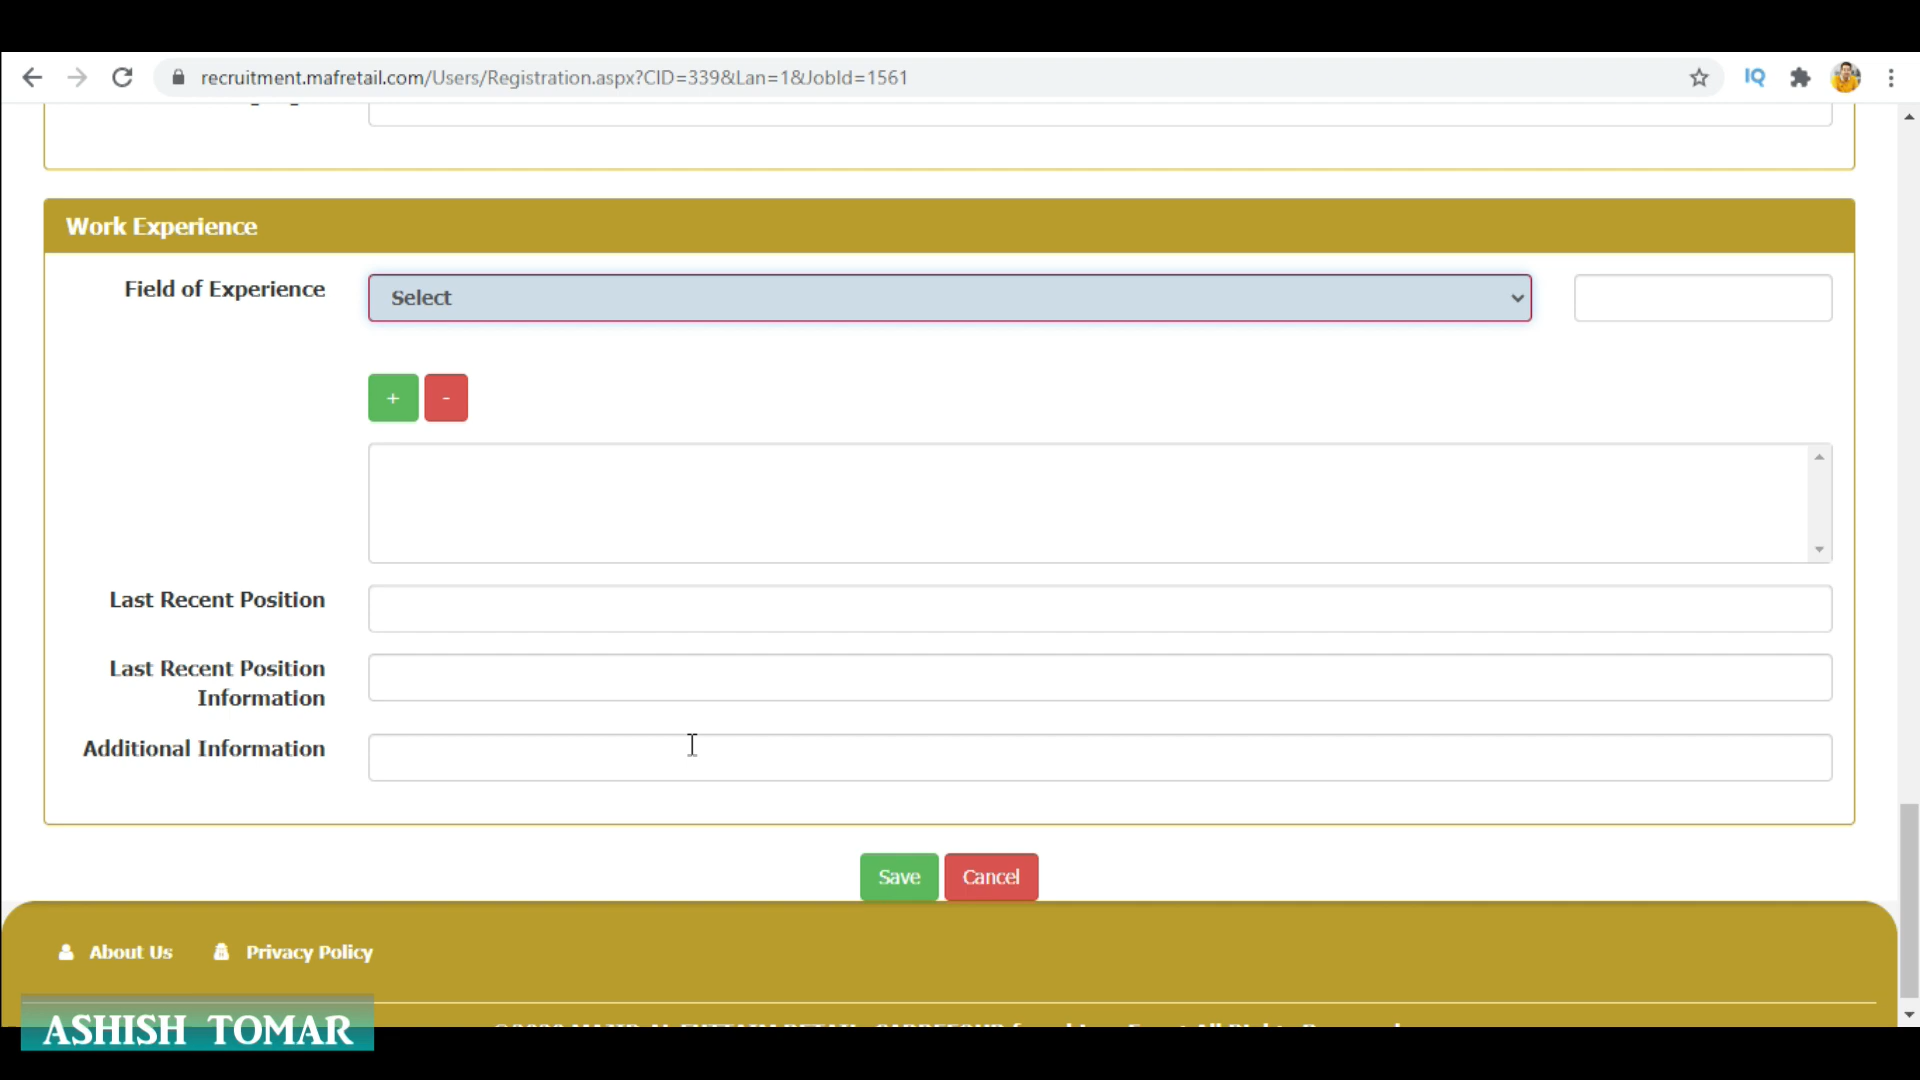 recruitment.mafretail.com/Users/Registration.aspx?CID=339&Lan=1&JobId=1561
IQ
Work Experience
Field of Experience
Select
+ -
Last Recent Position
Last Recent Position
Information
Additional Information
Save Cancel
About Us Privacy Policy
ASHISH TOMAR